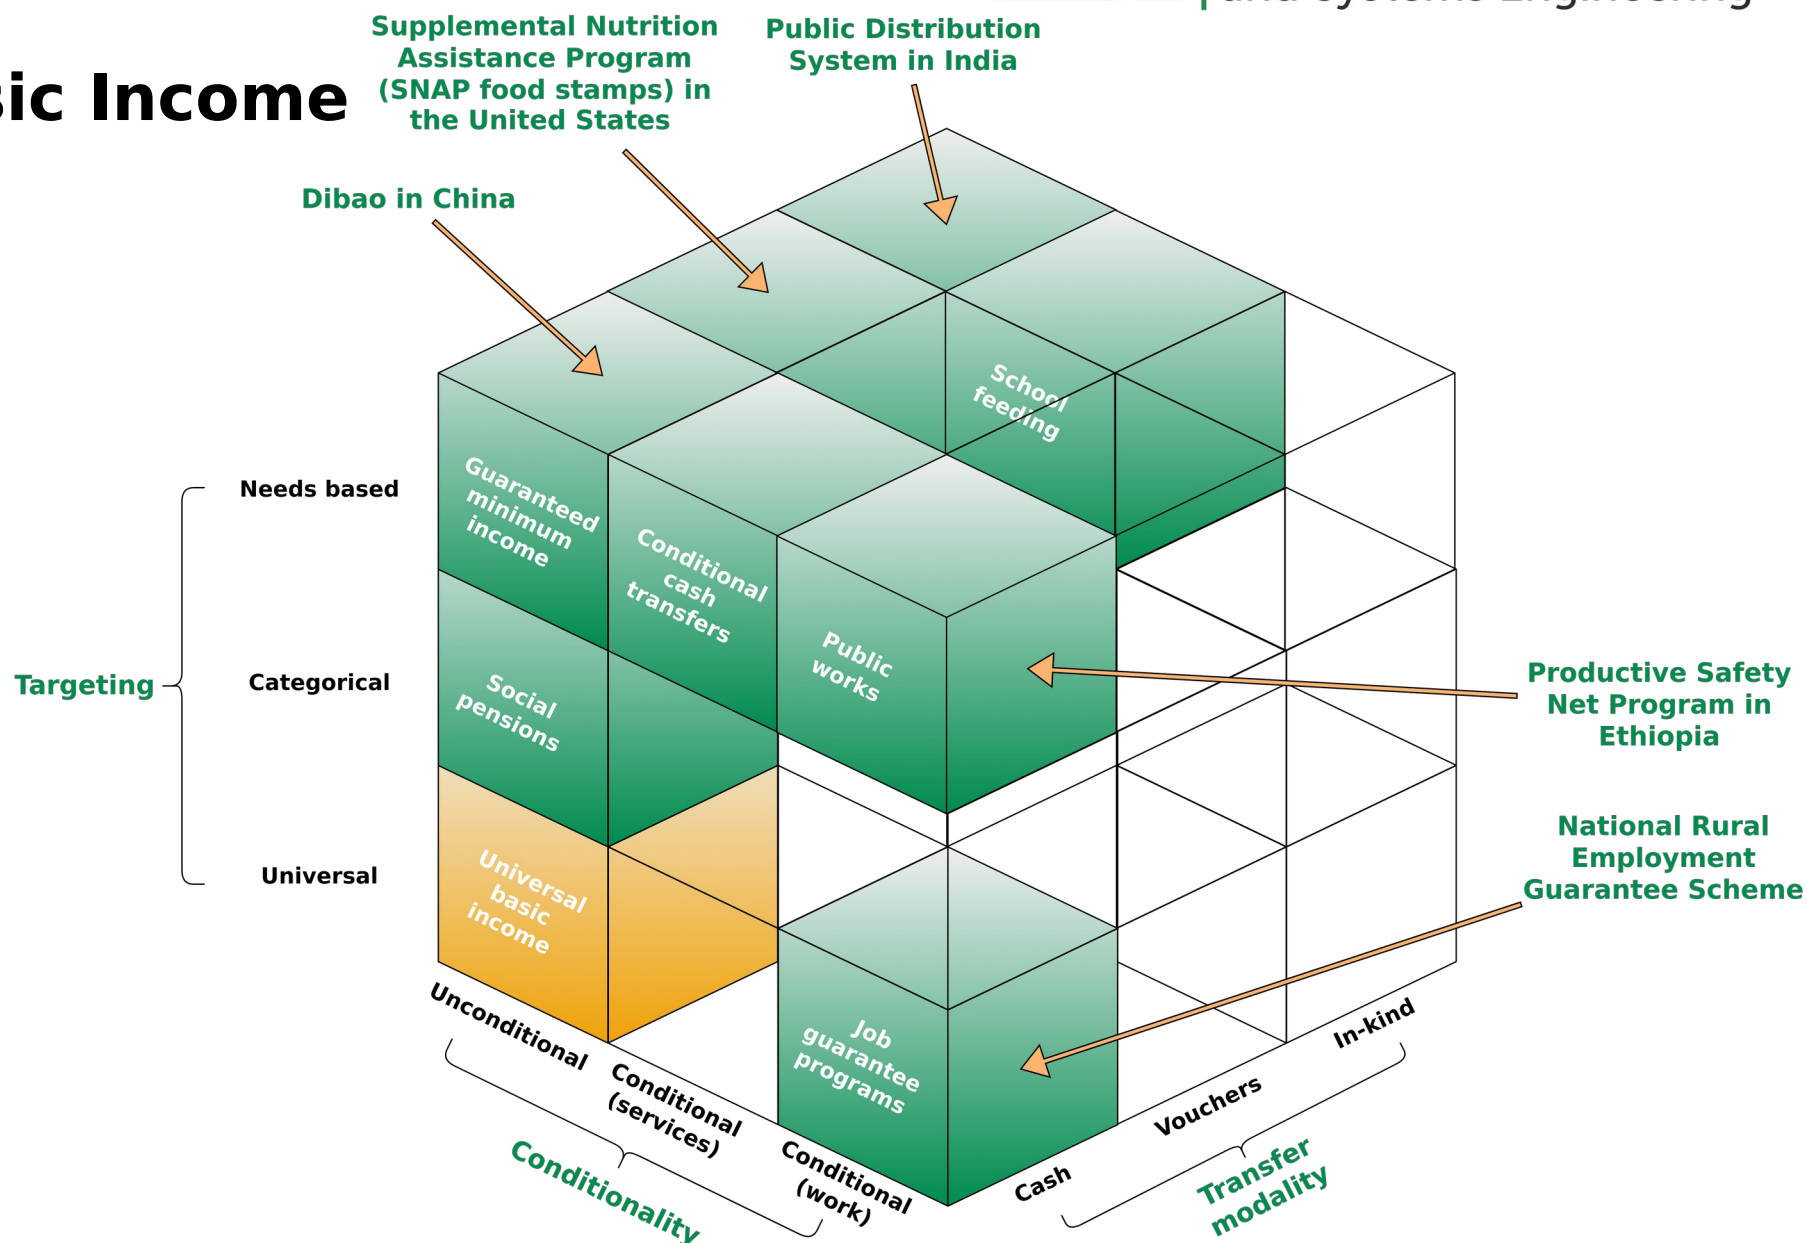 and Systems Engineering
sic Income
Supplemental Nutrition
Assistance Program
(SNAP food stamps) in
the United States
Public Distribution
System in India
Dibao in China
School
feeding
Guaranteed
minimum
income
Conditional
cash
transfers
Public
works
Social
pensions
Universal
basic
income
Job
guarantee
programs
Needs based
Categorical
Universal
Targeting
Productive Safety
Net Program in
Ethiopia
National Rural
Employment
Guarantee Scheme
Unconditional
Conditional
(services)
Conditional
(work)
Conditionality
Cash
Vouchers
In-kind
Transfer
modality